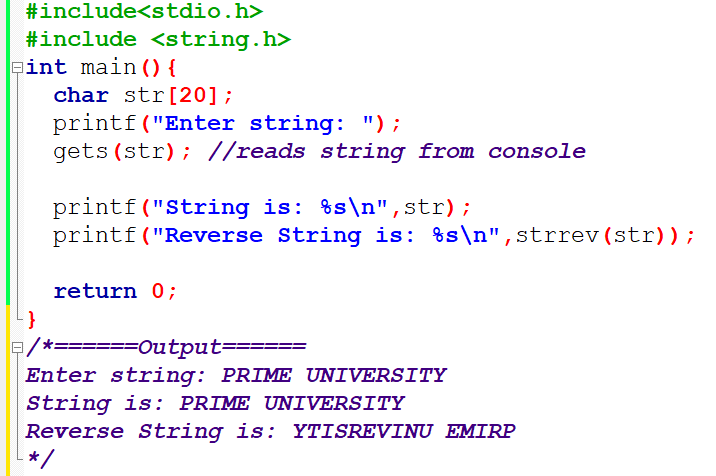 #include<stdio.h>
#include <string.h>
int main(){
char str[20];
printf("Enter string: ");
gets(str); //reads string from console
printf("String is: %s\n",str);
printf("Reverse String is: %s\n",strrev(str));
return 0;
}
/*======Output======
Enter string: PRIME UNIVERSITY
String is: PRIME UNIVERSITY
Reverse String is: YTISREVINU EMIRP
*/